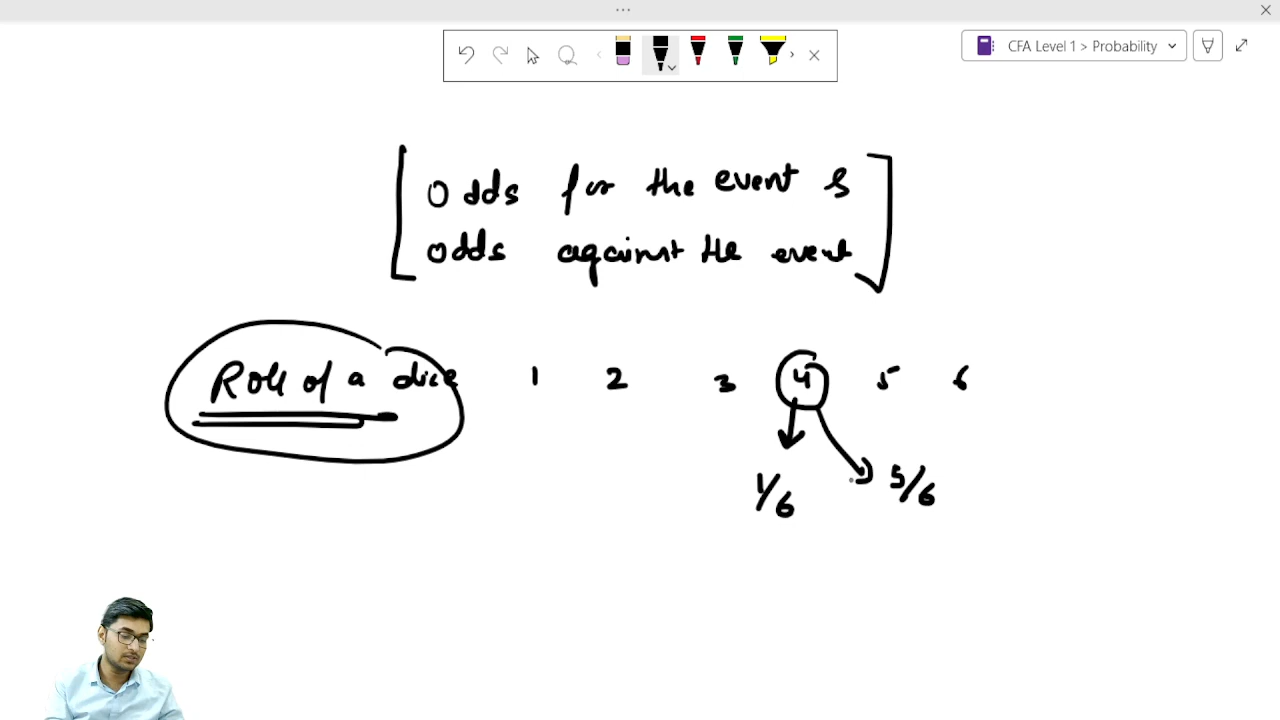 CFA Level 1 > Probability
odds for the event &
odds against the event
Roll of a dice 1 2 3 4 5 6
1/6 5/6